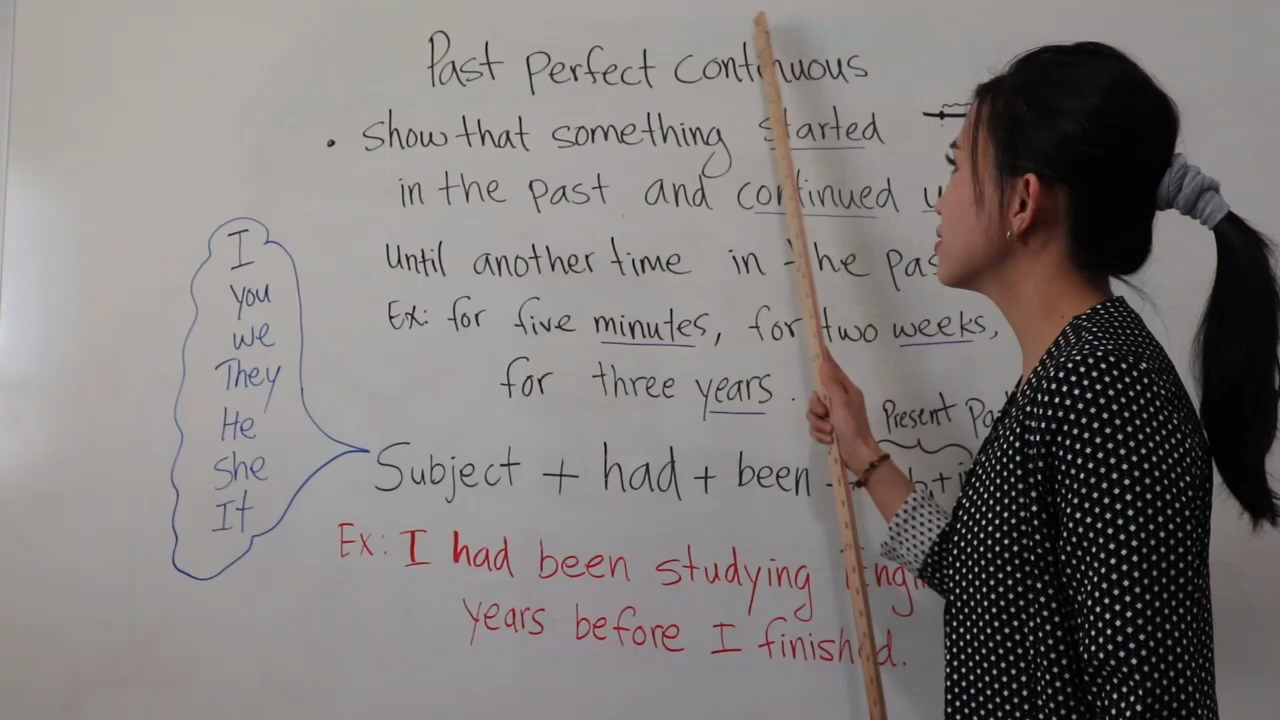 Past perfect continuous
• Show that something started
in the past and continued
Until another time in the
Ex: for five minutes, for two weeks,
for three years.
Present
I
you
we
They
He
She
It
Subject + had + been +
Ex: I had been studying
years before I finished.